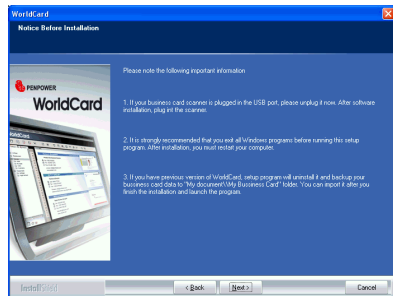 WorldCard
Notice Before Installation
Please note the following important information
PENPOWER
WorldCard
1. If your business card scanner is plugged in the USB port, please unplug it now. After software
installation, plug int the scanner.
2. It is strongly recommended that you exit all Windows programs before running this setup
program. After installation, you must restart your computer.
3. If you have previous version of WorldCard, setup program will uninstall it and backup your
bussiness card data to "My document\My Bussiness Card" folder. You can import it after you
finish the installation and launch the program.
InstallShield
< Back
Next >
Cancel